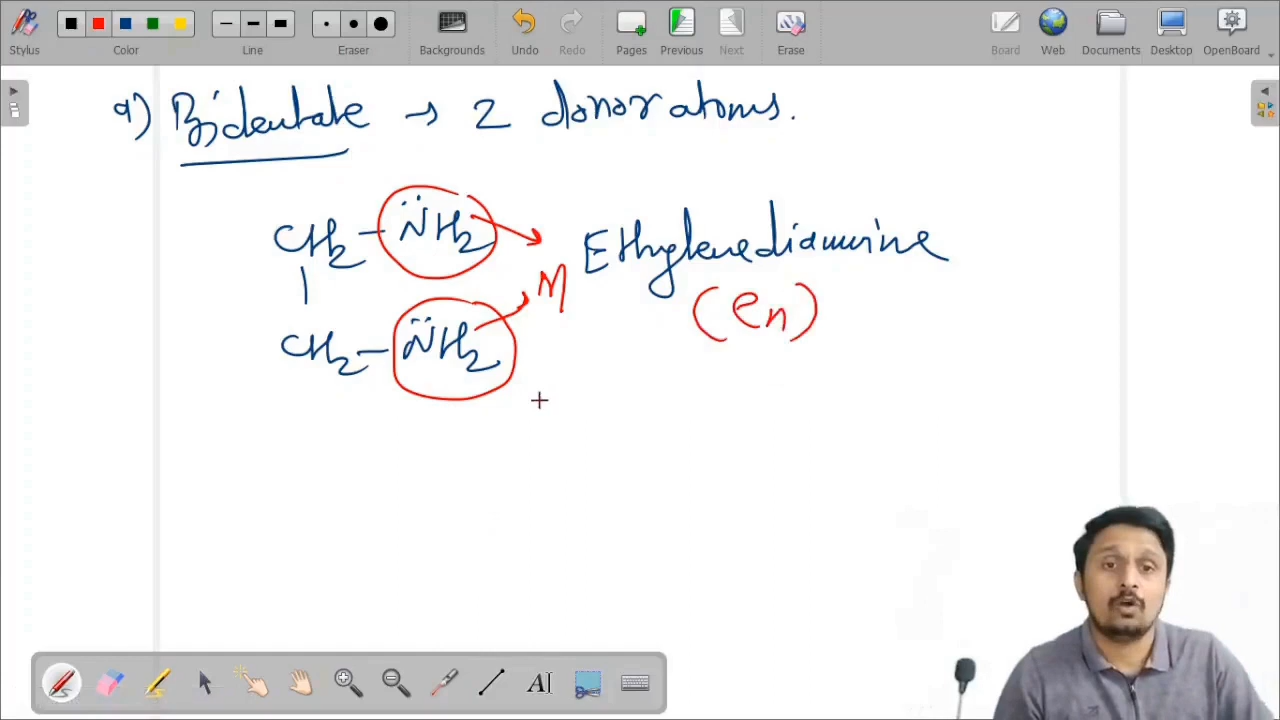 Stylus Color Line Eraser Backgrounds Undo Redo Pages Previous Next Erase Board Web Documents Desktop OpenBoard
a) Bidentate → 2 donor atoms.
CH2 - N̈H2
Ethylenediamine
M
(en)
CH2 - N̈H2